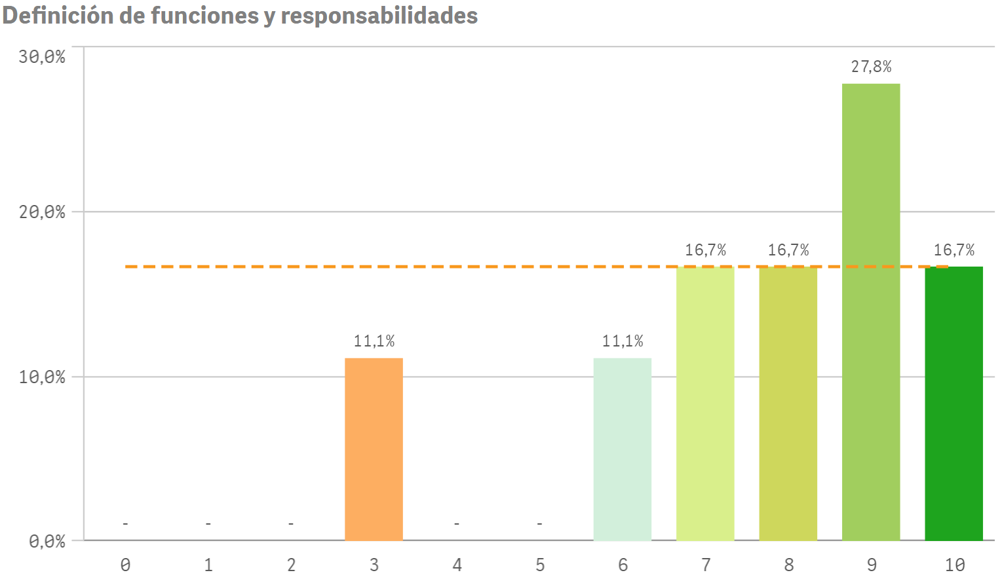 Definición de funciones y responsabilidades
30,0%
27,8%
20,0%
16,7% 16,7% 16,7%
11,1% 11,1%
10,0%
- - - - -
0,0%
0 1 2 3 4 5 6 7 8 9 10